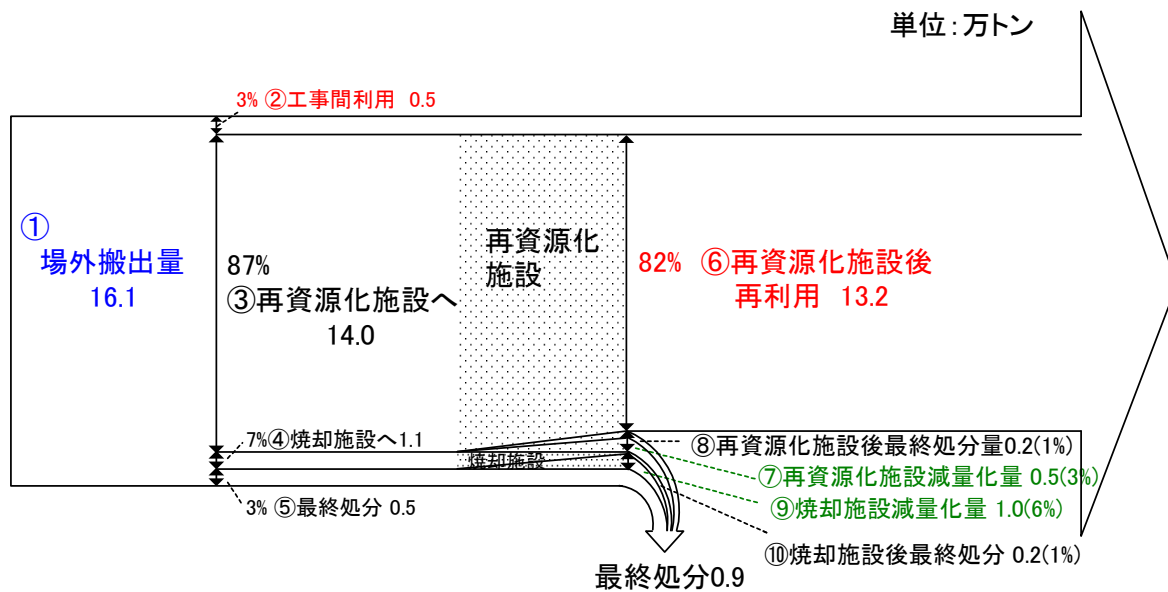 単位：万トン
3% ②工事間利用 0.5
①
場外搬出量
16.1
87%
③再資源化施設へ
14.0
再資源化
施設
82% ⑥再資源化施設後
再利用 13.2
7%④焼却施設へ1.1
焼却施設
⑧再資源化施設後最終処分量0.2(1%)
⑦再資源化施設減量化量 0.5(3%)
3% ⑤最終処分 0.5
⑨焼却施設減量化量 1.0(6%)
⑩焼却施設後最終処分 0.2(1%)
最終処分0.9